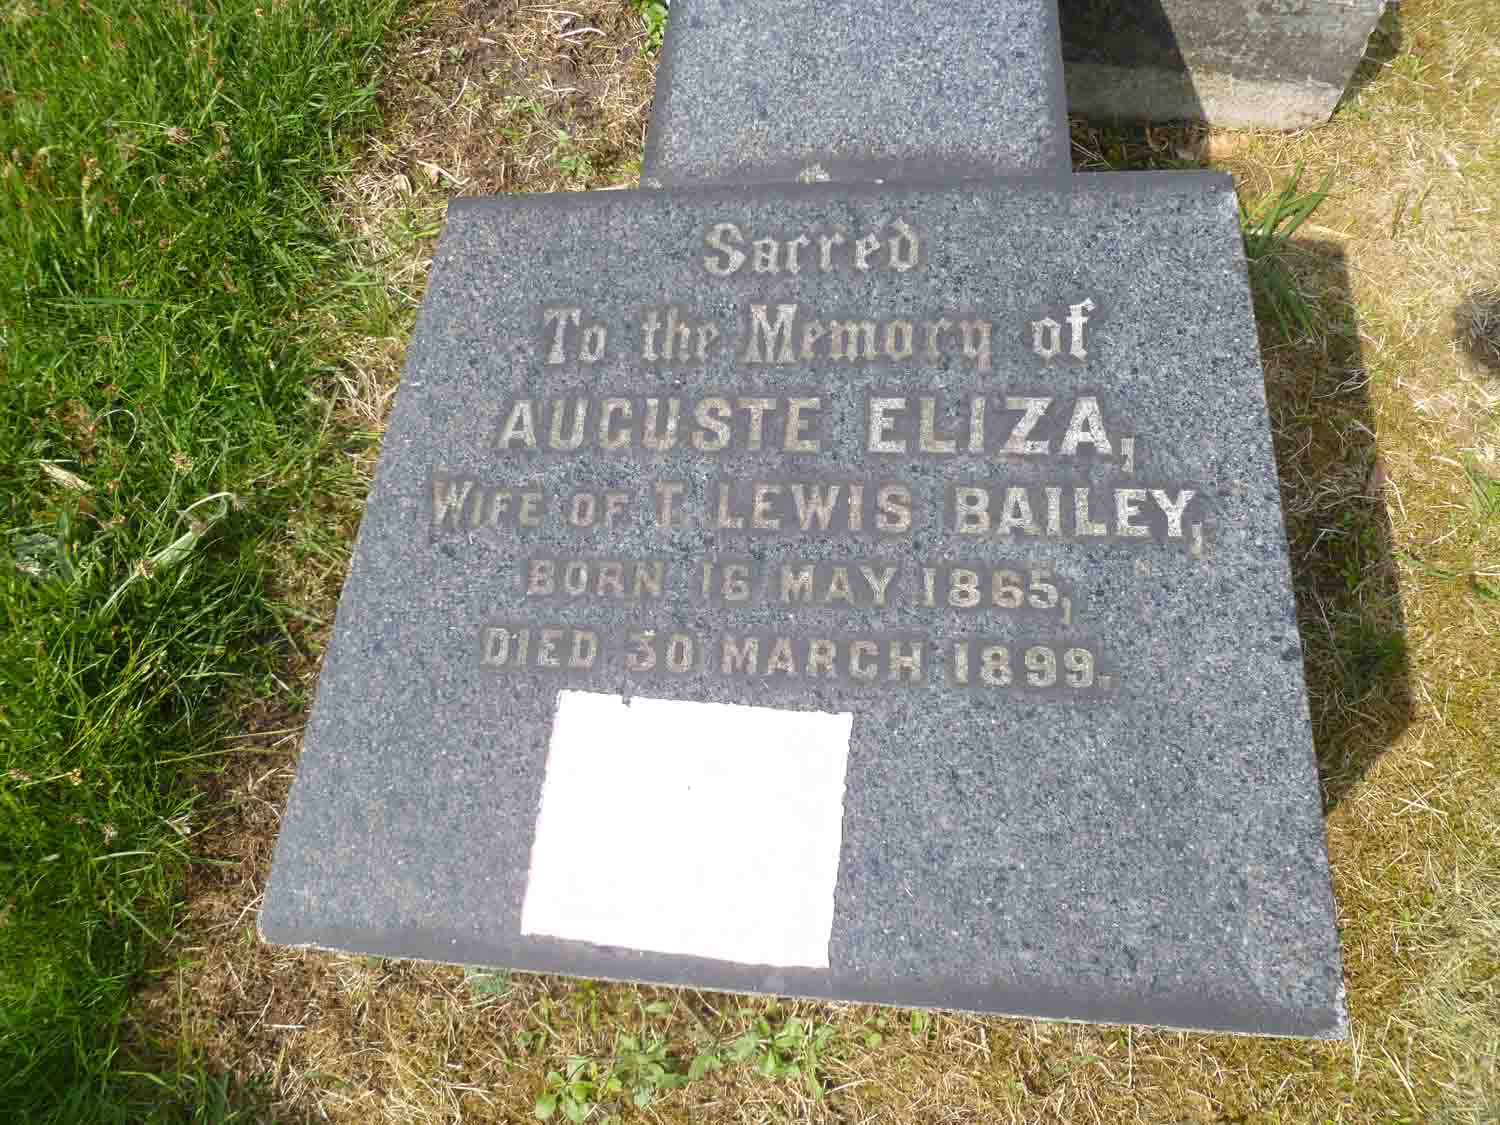 Sacred
To the Memory of
AUGUSTE ELIZA,
WIFE OF T. LEWIS BAILEY,
BORN 16 MAY 1865,
DIED 30 MARCH 1899.